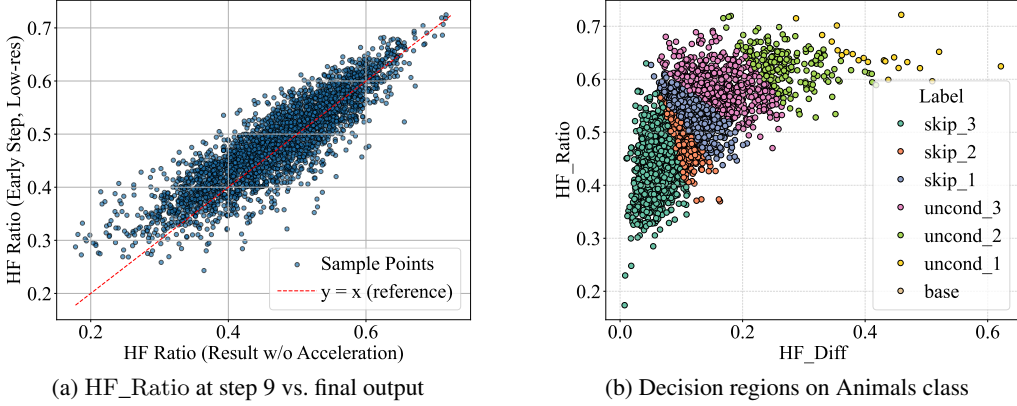 HF Ratio (Early Step, Low-res)
0.7
0.6
0.5
0.4
0.3
0.2
0.2
0.4
0.6
Sample Points
y = x (reference)
HF Ratio (Result w/o Acceleration)
(a) HF_Ratio at step 9 vs. final output
HF_Ratio
0.7
0.6
0.5
0.4
0.3
0.2
0.0
0.2
0.4
0.6
Label
skip_3
skip_2
skip_1
uncond_3
uncond_2
uncond_1
base
HF_Diff
(b) Decision regions on Animals class